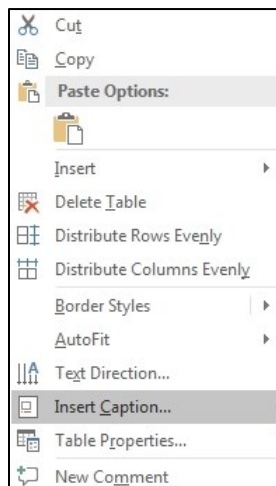 Cut
Copy
Paste Options:
Insert
Delete Table
Distribute Rows Evenly
Distribute Columns Evenly
Border Styles
AutoFit
Text Direction...
Insert Caption...
Table Properties...
New Comment